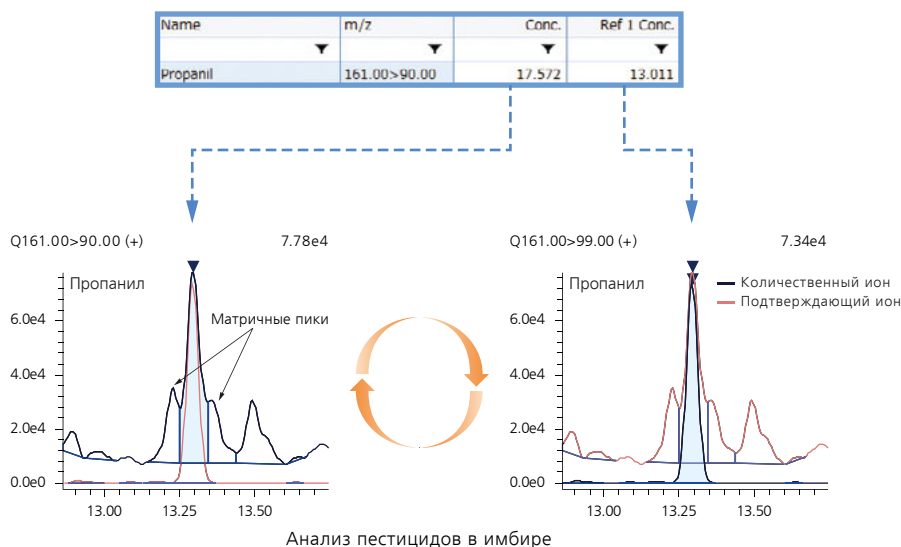 Name m/z Conc. Ref 1 Conc.
Propanil 161.00>90.00 17.572 13.011
Q161.00>90.00 (+) 7.78e4
Пропанил
Матричные пики
6.0e4
4.0e4
2.0e4
0.0e0
13.00 13.25 13.50
Q161.00>99.00 (+) 7.34e4
Пропанил
Количественный ион
Подтверждающий ион
6.0e4
4.0e4
2.0e4
0.0e0
13.00 13.25 13.50
Анализ пестицидов в имбире